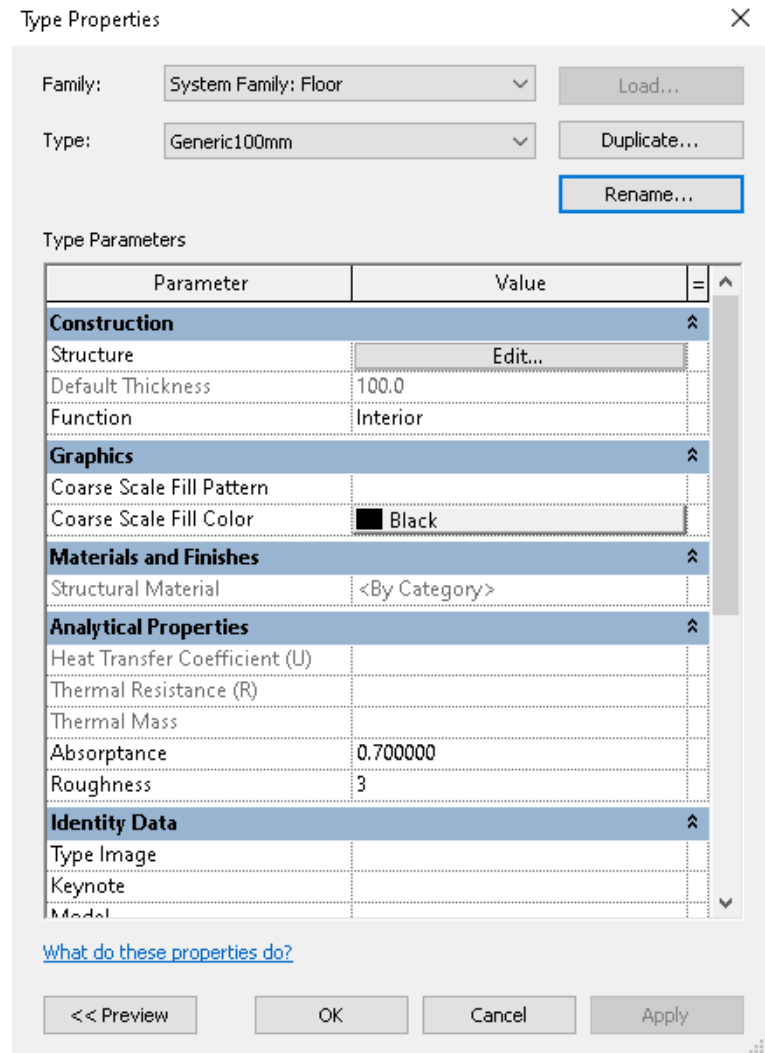 Type Properties
Family: System Family: Floor Load...
Type: Generic100mm Duplicate...
Rename...
Type Parameters
Parameter Value =
Construction
Structure Edit...
Default Thickness 100.0
Function Interior
Graphics
Coarse Scale Fill Pattern
Coarse Scale Fill Color Black
Materials and Finishes
Structural Material <By Category>
Analytical Properties
Heat Transfer Coefficient (U)
Thermal Resistance (R)
Thermal Mass
Absorptance 0.700000
Roughness 3
Identity Data
Type Image
Keynote
Model
What do these properties do?
<< Preview OK Cancel Apply